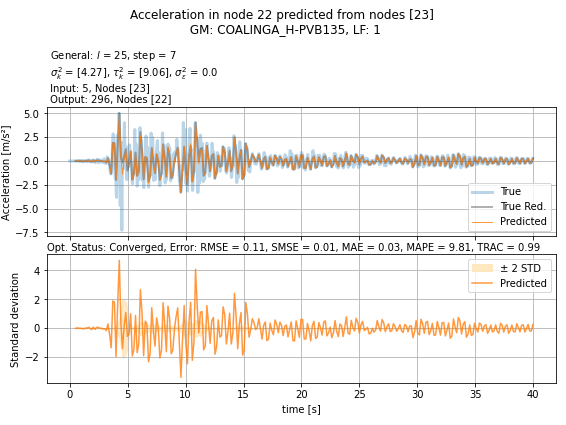 Acceleration in node 22 predicted from nodes [23]
GM: COALINGA_H-PVB135, LF: 1
General: l = 25, step = 7
σ²ₖ = [4.27], τ²ₖ = [9.06], σ²ε = 0.0
Input: 5, Nodes [23]
Output: 296, Nodes [22]
Acceleration [m/s²]
5.0
2.5
0.0
−2.5
−5.0
−7.5
True
True Red.
Predicted
Opt. Status: Converged, Error: RMSE = 0.11, SMSE = 0.01, MAE = 0.03, MAPE = 9.81, TRAC = 0.99
Standard deviation
4
2
0
−2
± 2 STD
Predicted
0 5 10 15 20 25 30 35 40
time [s]